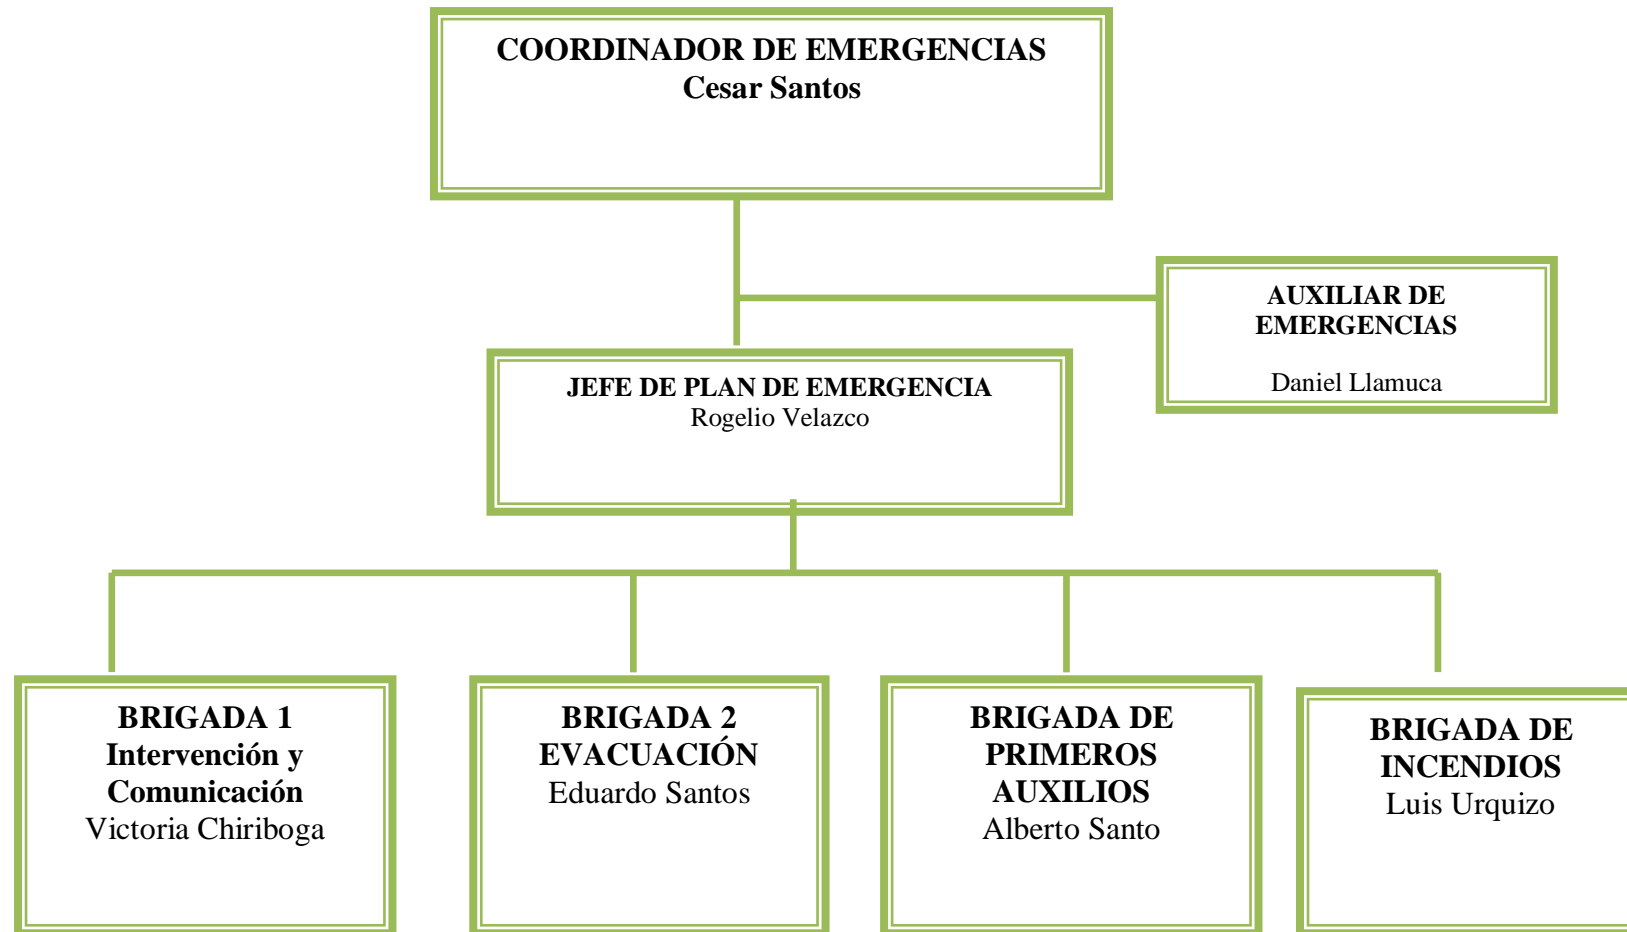 COORDINADOR DE EMERGENCIAS
Cesar Santos
AUXILIAR DE
EMERGENCIAS
Daniel Llamuca
JEFE DE PLAN DE EMERGENCIA
Rogelio Velazco
BRIGADA 1
Intervención y
Comunicación
Victoria Chiriboga
BRIGADA 2
EVACUACIÓN
Eduardo Santos
BRIGADA DE
PRIMEROS
AUXILIOS
Alberto Santo
BRIGADA DE
INCENDIOS
Luis Urquizo